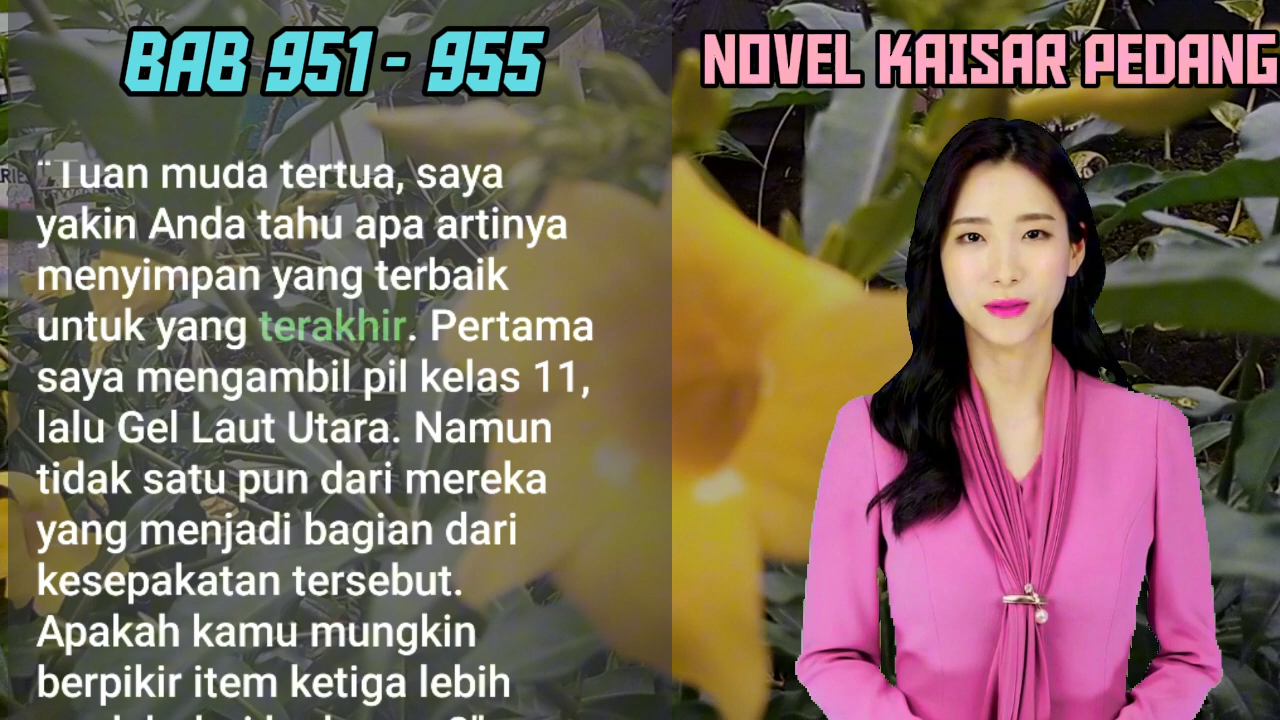 BAB 951 - 955
NOVEL KAISAR PEDANG
"Tuan muda tertua, saya
yakin Anda tahu apa artinya
menyimpan yang terbaik
untuk yang terakhir. Pertama
saya mengambil pil kelas 11,
lalu Gel Laut Utara. Namun
tidak satu pun dari mereka
yang menjadi bagian dari
kesepakatan tersebut.
Apakah kamu mungkin
berpikir item ketiga lebih